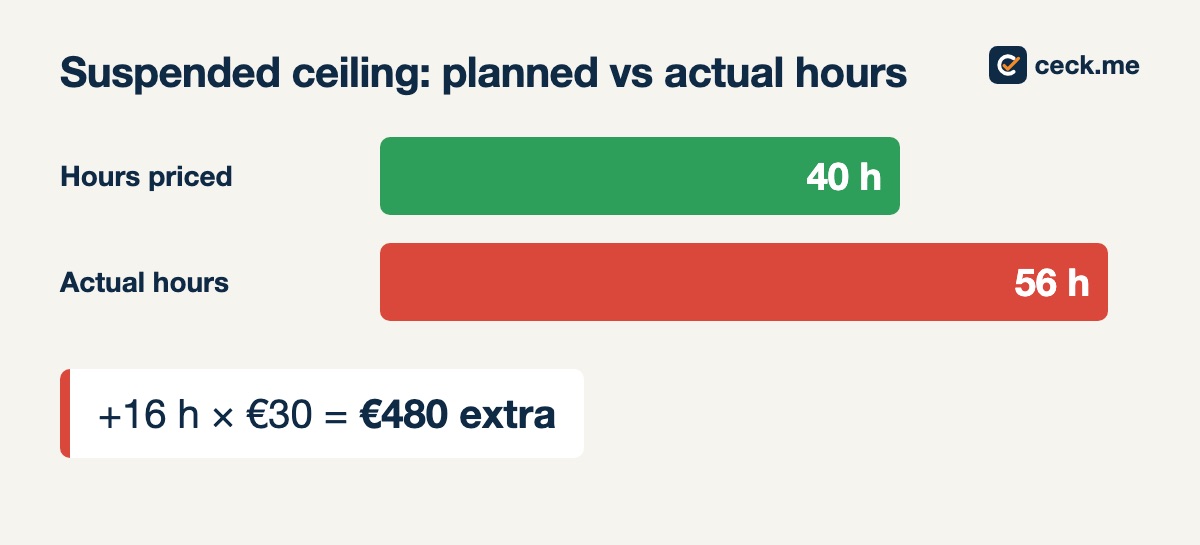 Suspended ceiling: planned vs actual hours
ceck.me
Hours priced
40 h
Actual hours
56 h
+16 h × €30 = €480 extra